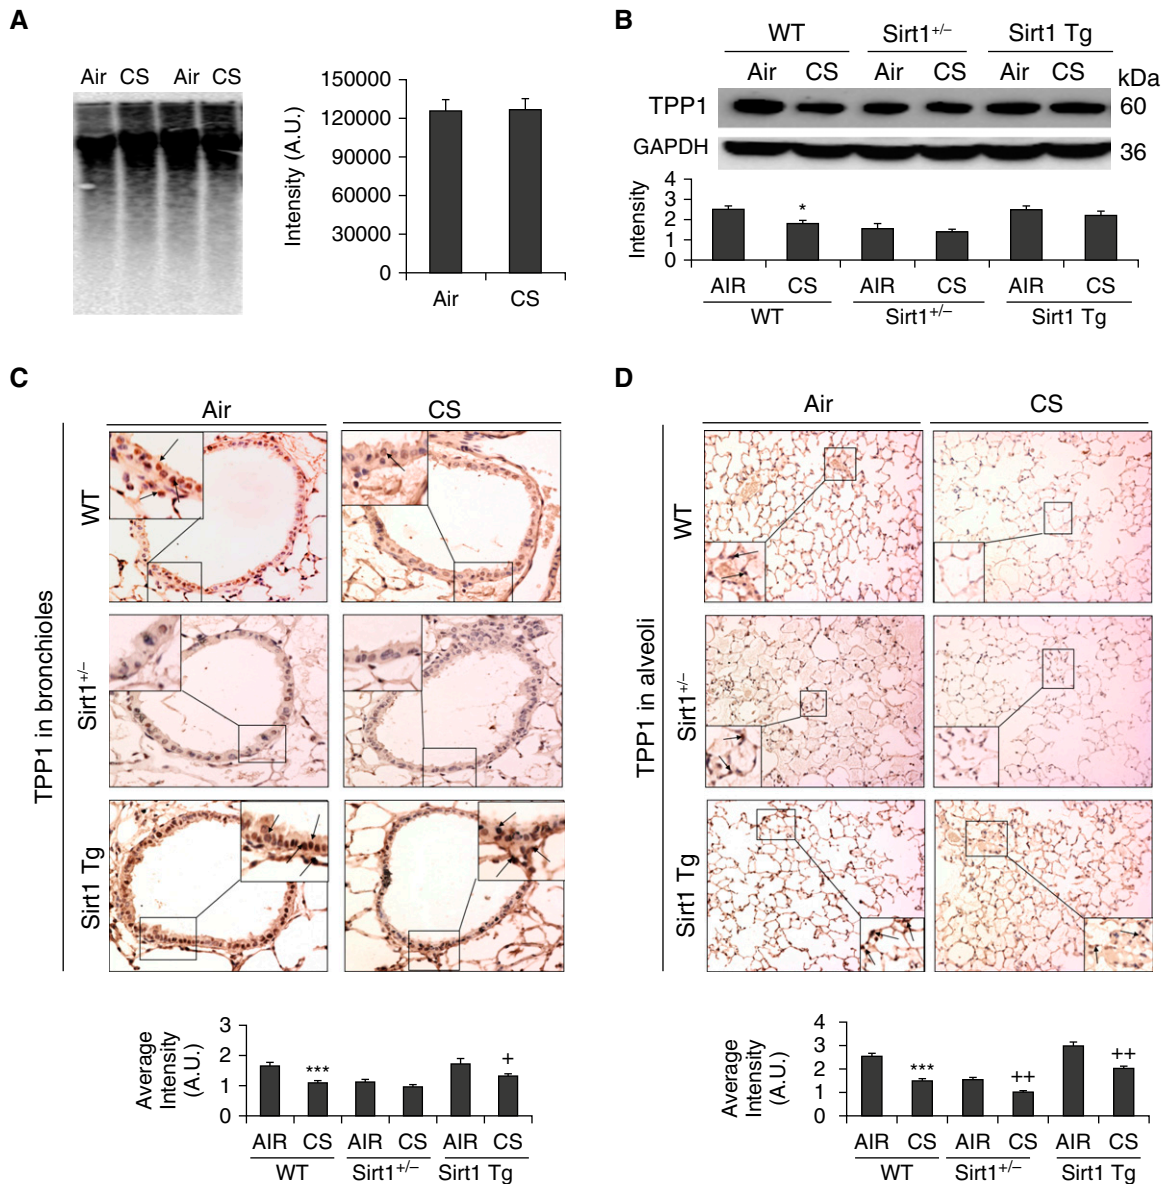 A
Air CS Air CS
Intensity (A.U.)
150000
120000
90000
60000
30000
0
Air CS
B
WT Sirt1+/– Sirt1 Tg
Air CS Air CS Air CS kDa
TPP1 60
GAPDH 36
Intensity
4
3
2
1
0
*
AIR CS AIR CS AIR CS
WT Sirt1+/– Sirt1 Tg
C
Air CS
TPP1 in bronchioles
WT
Sirt1+/–
Sirt1 Tg
Average
Intensity
(A.U.)
3
2
1
0
*** +
AIR CS AIR CS AIR CS
WT Sirt1+/– Sirt1 Tg
D
Air CS
TPP1 in alveoli
WT
Sirt1+/–
Sirt1 Tg
Average
Intensity
(A.U.)
4
3
2
1
0
*** ++ ++
AIR CS AIR CS AIR CS
WT Sirt1+/– Sirt1 Tg